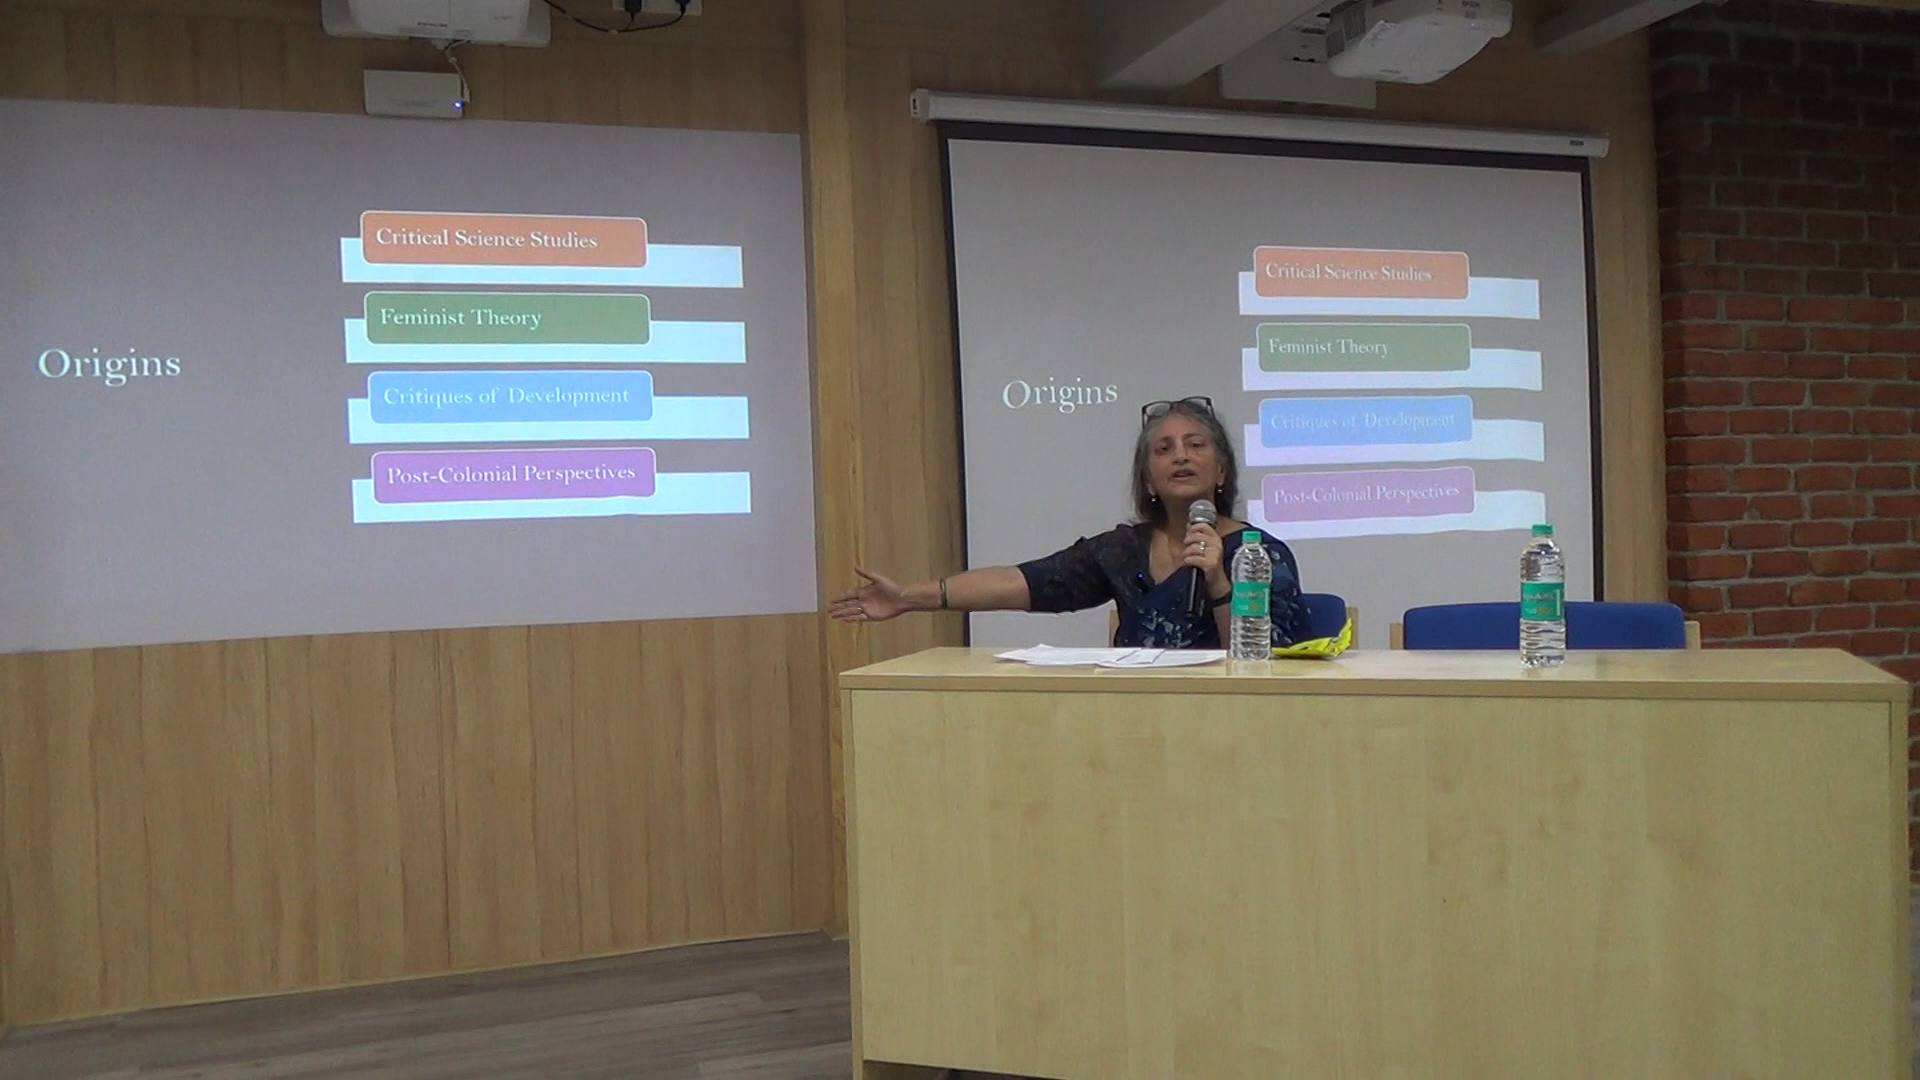 Origins
Critical Science Studies
Feminist Theory
Critiques of Development
Post-Colonial Perspectives
EPSON
Origins
Critical Science Studies
Feminist Theory
Critiques of Development
Post-Colonial Perspectives